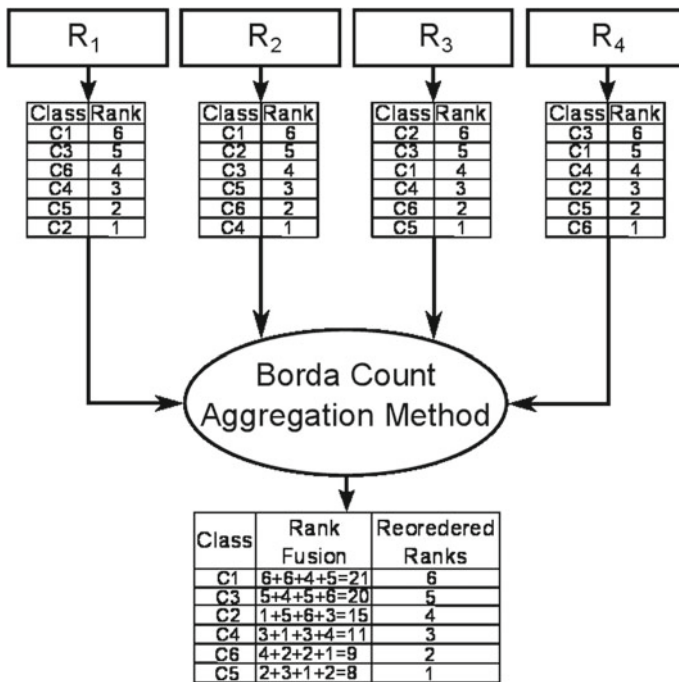 R1 R2 R3 R4
Class Rank Class Rank Class Rank Class Rank
C1 6 C1 6 C2 6 C3 6
C3 5 C2 5 C3 5 C1 5
C6 4 C3 4 C1 4 C4 4
C4 3 C5 3 C4 3 C2 3
C5 2 C6 2 C6 2 C5 2
C2 1 C4 1 C5 1 C6 1
Borda Count
Aggregation Method
Class Rank Fusion Reoredered Ranks
C1 6+6+4+5=21 6
C3 5+4+5+6=20 5
C2 1+5+6+3=15 4
C4 3+1+3+4=11 3
C6 4+2+2+1=9 2
C5 2+3+1+2=8 1